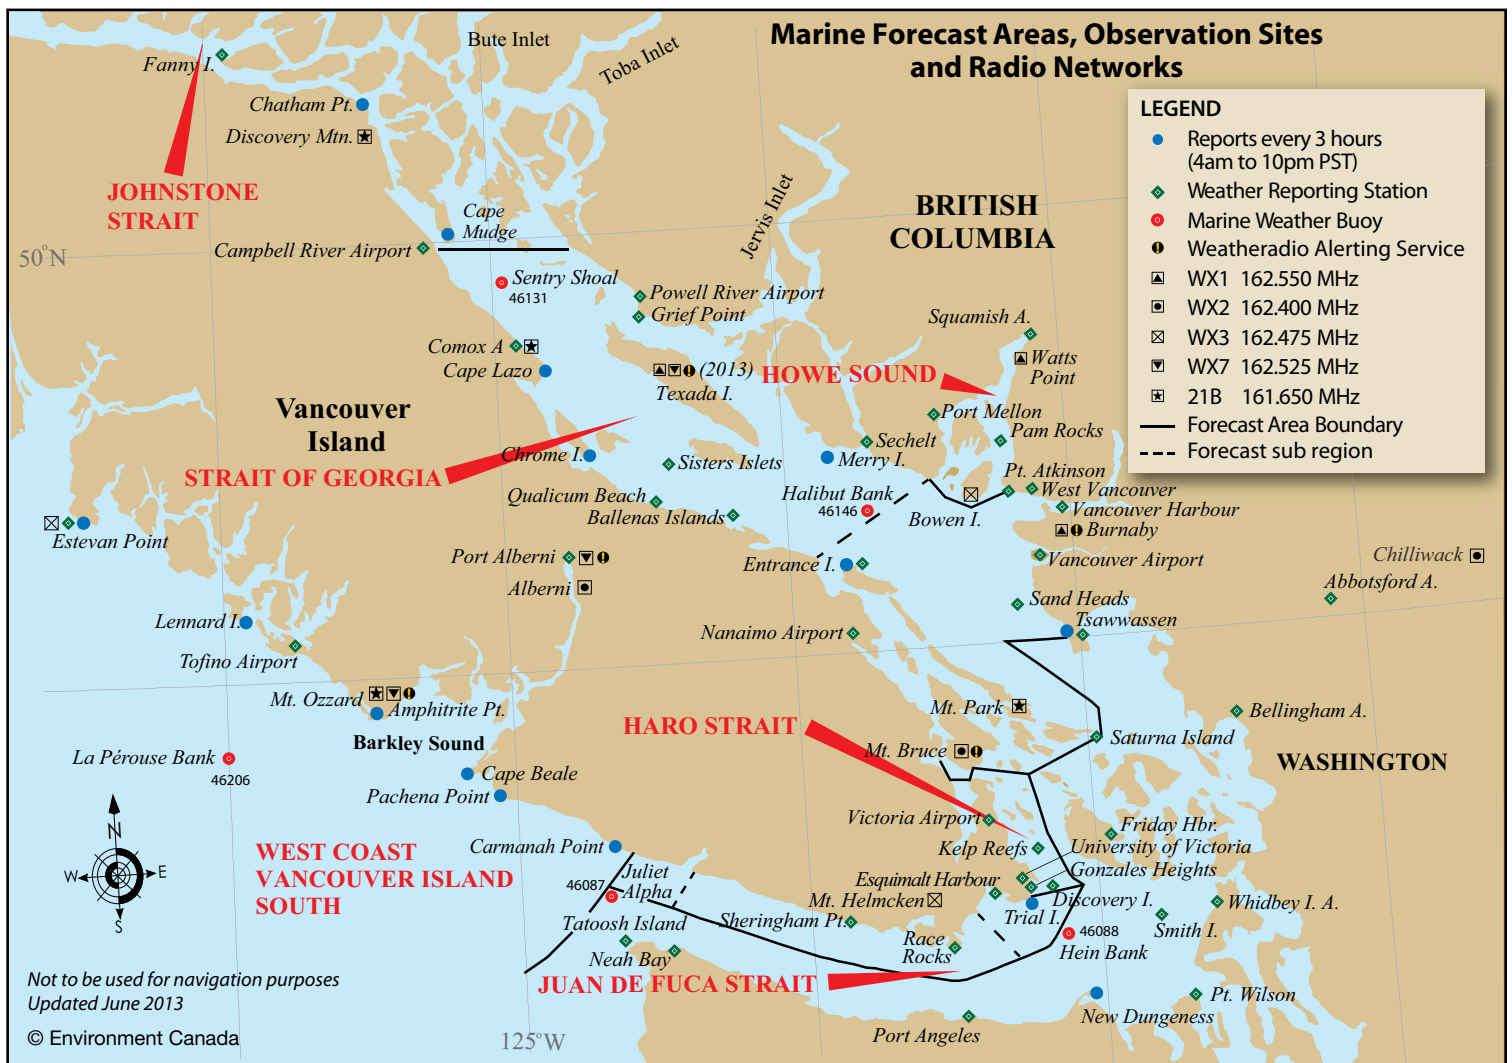 Marine Forecast Areas, Observation Sites
and Radio Networks
LEGEND
Reports every 3 hours
(4am to 10pm PST)
Weather Reporting Station
Marine Weather Buoy
Weatheradio Alerting Service
WX1 162.550 MHz
WX2 162.400 MHz
WX3 162.475 MHz
WX7 162.525 MHz
21B 161.650 MHz
Forecast Area Boundary
Forecast sub region
Bute Inlet
Toba Inlet
Fanny I.
Chatham Pt.
Discovery Mtn.
JOHNSTONE
STRAIT
Jervis Inlet
BRITISH
COLUMBIA
Cape
Mudge
Campbell River Airport
50°N
Sentry Shoal
46131
Powell River Airport
Grief Point
Squamish A.
Comox A
Cape Lazo
(2013)
Texada I.
HOWE SOUND
Watts
Point
Vancouver
Island
Port Mellon
Pam Rocks
STRAIT OF GEORGIA
Chrome I.
Sisters Islets
Sechelt
Merry I.
Pt. Atkinson
West Vancouver
Qualicum Beach
Ballenas Islands
Halibut Bank
46146
Bowen I.
Vancouver Harbour
Burnaby
Estevan Point
Port Alberni
Entrance I.
Vancouver Airport
Chilliwack
Alberni
Abbotsford A.
Sand Heads
Lennard I.
Tsawwassen
Nanaimo Airport
Tofino Airport
Mt. Ozzard
Amphitrite Pt.
Mt. Park
Bellingham A.
HARO STRAIT
Barkley Sound
Mt. Bruce
Saturna Island
La Pérouse Bank
46206
WASHINGTON
Cape Beale
Pachena Point
N
W
E
S
Victoria Airport
Friday Hbr.
Carmanah Point
Kelp Reefs
University of Victoria
WEST COAST
VANCOUVER ISLAND
SOUTH
Gonzales Heights
Juliet
Alpha
46087
Esquimalt Harbour
Mt. Helmcken
Discovery I.
Whidbey I. A.
Tatoosh Island
Sheringham Pt.
Trial I.
Smith I.
46088
Hein Bank
Race
Rocks
Neah Bay
JUAN DE FUCA STRAIT
Pt. Wilson
New Dungeness
Port Angeles
Not to be used for navigation purposes
Updated June 2013
© Environment Canada
125°W